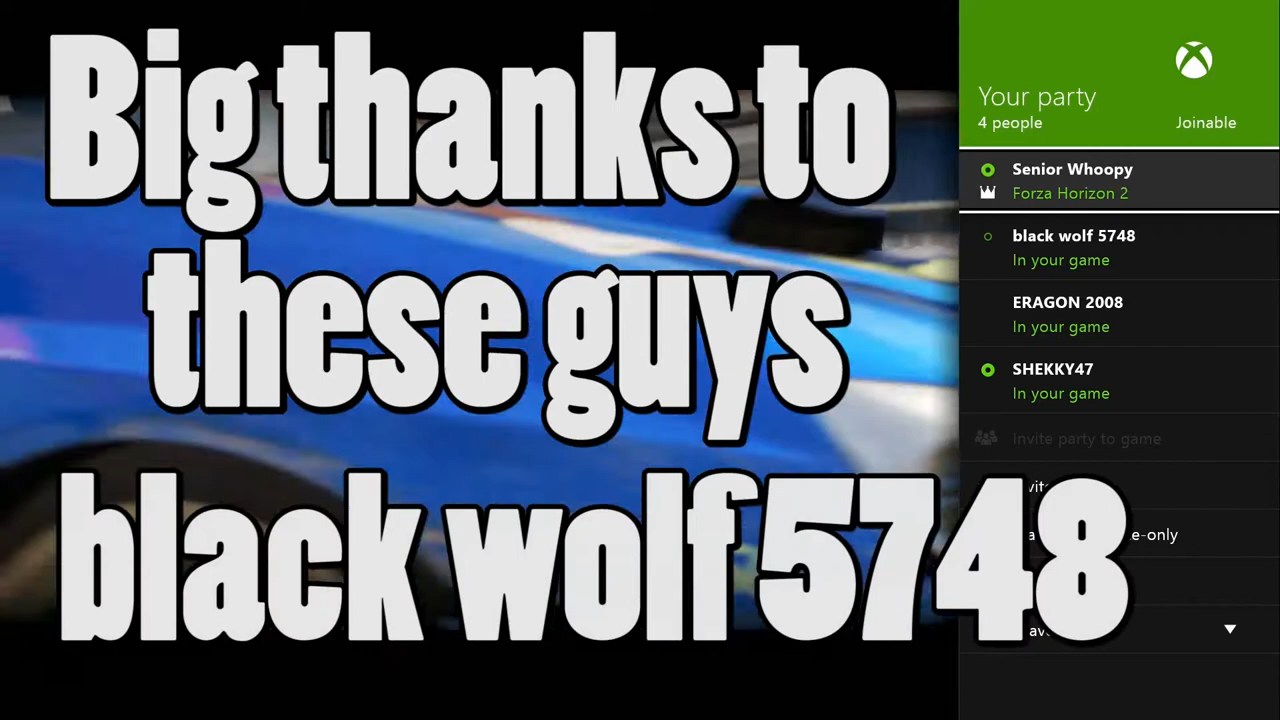 Big thanks to
these guys
black wolf 5748
Your party
4 people
Joinable
Senior Whoopy
Forza Horizon 2
black wolf 5748
In your game
ERAGON 2008
In your game
SHEKKY47
In your game
Invite party to game
e-only